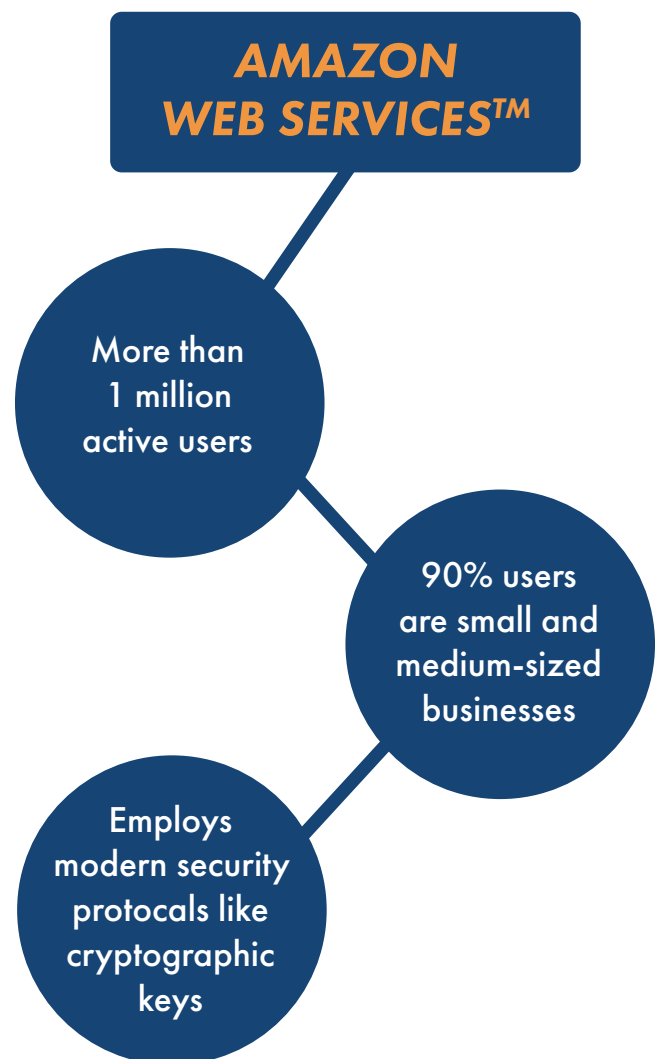 AMAZON
WEB SERVICES™
More than
1 million
active users
90% users
are small and
medium-sized
businesses
Employs
modern security
protocals like
cryptographic
keys